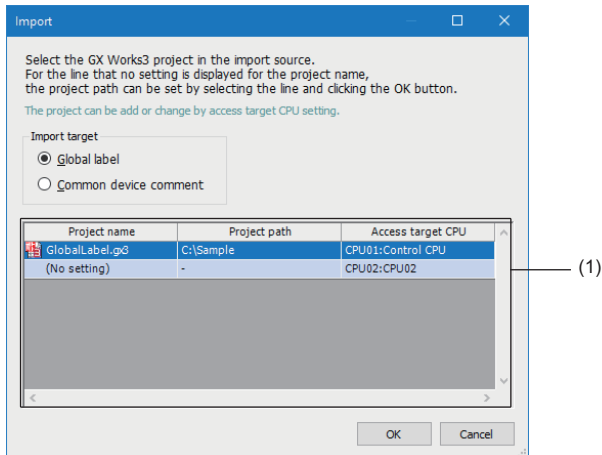 Import
Select the GX Works3 project in the import source.
For the line that no setting is displayed for the project name,
the project path can be set by selecting the line and clicking the OK button.
The project can be add or change by access target CPU setting.
Import target
Global label
Common device comment
Project name Project path Access target CPU
GlobalLabel.gx3 C:\Sample CPU01:Control CPU
(No setting) - CPU02:CPU02
(1)
OK Cancel